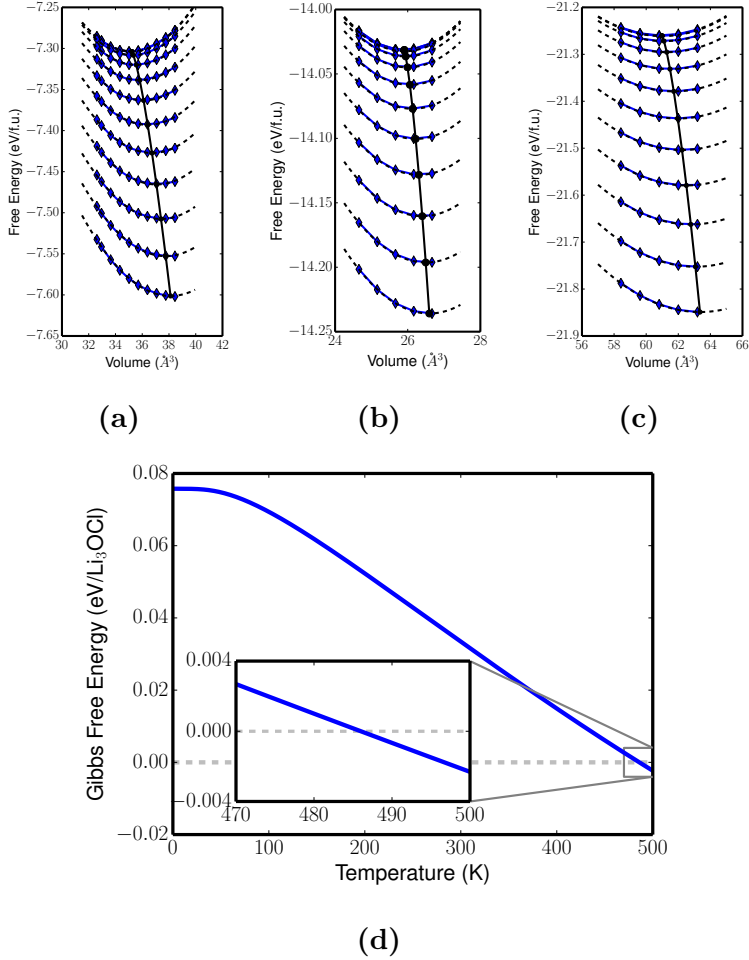 −7.25
−7.30
−7.35
−7.40
−7.45
−7.50
−7.55
−7.60
−7.65
30 32 34 36 38 40 42
Free Energy (eV/f.u.)
Volume (Å³)
(a)
−14.00
−14.05
−14.10
−14.15
−14.20
−14.25
24 26 28
Free Energy (eV/f.u.)
Volume (Å³)
(b)
−21.2
−21.3
−21.4
−21.5
−21.6
−21.7
−21.8
−21.9
56 58 60 62 64 66
Free Energy (eV/f.u.)
Volume (Å³)
(c)
0.08
0.06
0.04
0.02
0.00
−0.02
0 100 200 300 400 500
Gibbs Free Energy (eV/Li₃OCl)
Temperature (K)
0.004
0.000
−0.004
470 480 490 500
(d)